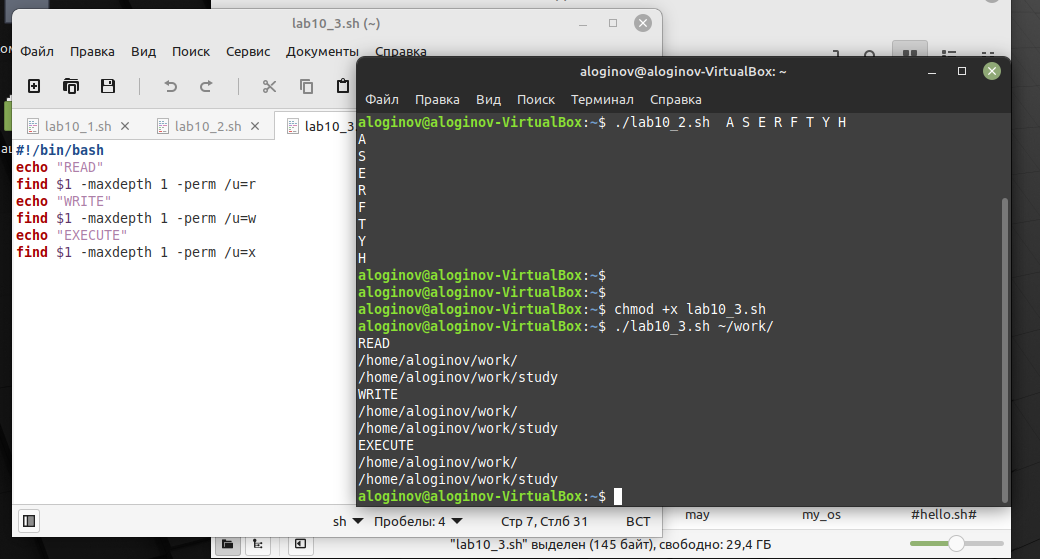 lab10_3.sh (~)
Файл Правка Вид Поиск Сервис Документы Справка
lab10_1.sh lab10_2.sh lab10_3
#!/bin/bash
echo "READ"
find $1 -maxdepth 1 -perm /u=r
echo "WRITE"
find $1 -maxdepth 1 -perm /u=w
echo "EXECUTE"
find $1 -maxdepth 1 -perm /u=x
sh Пробелы: 4 Стр 7, Стлб 31 ВСТ
aloginov@aloginov-VirtualBox: ~
Файл Правка Вид Поиск Терминал Справка
aloginov@aloginov-VirtualBox:~$ ./lab10_2.sh  A S E R F T Y H
A
S
E
R
F
T
Y
H
aloginov@aloginov-VirtualBox:~$
aloginov@aloginov-VirtualBox:~$
aloginov@aloginov-VirtualBox:~$ chmod +x lab10_3.sh
aloginov@aloginov-VirtualBox:~$ ./lab10_3.sh ~/work/
READ
/home/aloginov/work/
/home/aloginov/work/study
WRITE
/home/aloginov/work/
/home/aloginov/work/study
EXECUTE
/home/aloginov/work/
/home/aloginov/work/study
aloginov@aloginov-VirtualBox:~$
may my_os #hello.sh#
"lab10_3.sh" выделен (145 байт), свободно: 29,4 ГБ